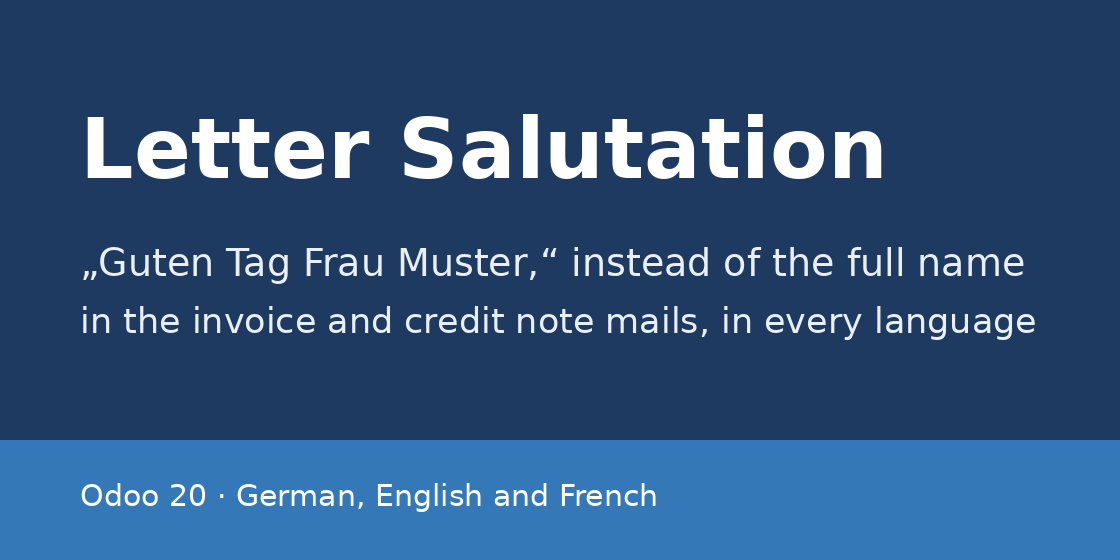 Letter Salutation
„Guten Tag Frau Muster,“ instead of the full name
in the invoice and credit note mails, in every language
Odoo 20 · German, English and French